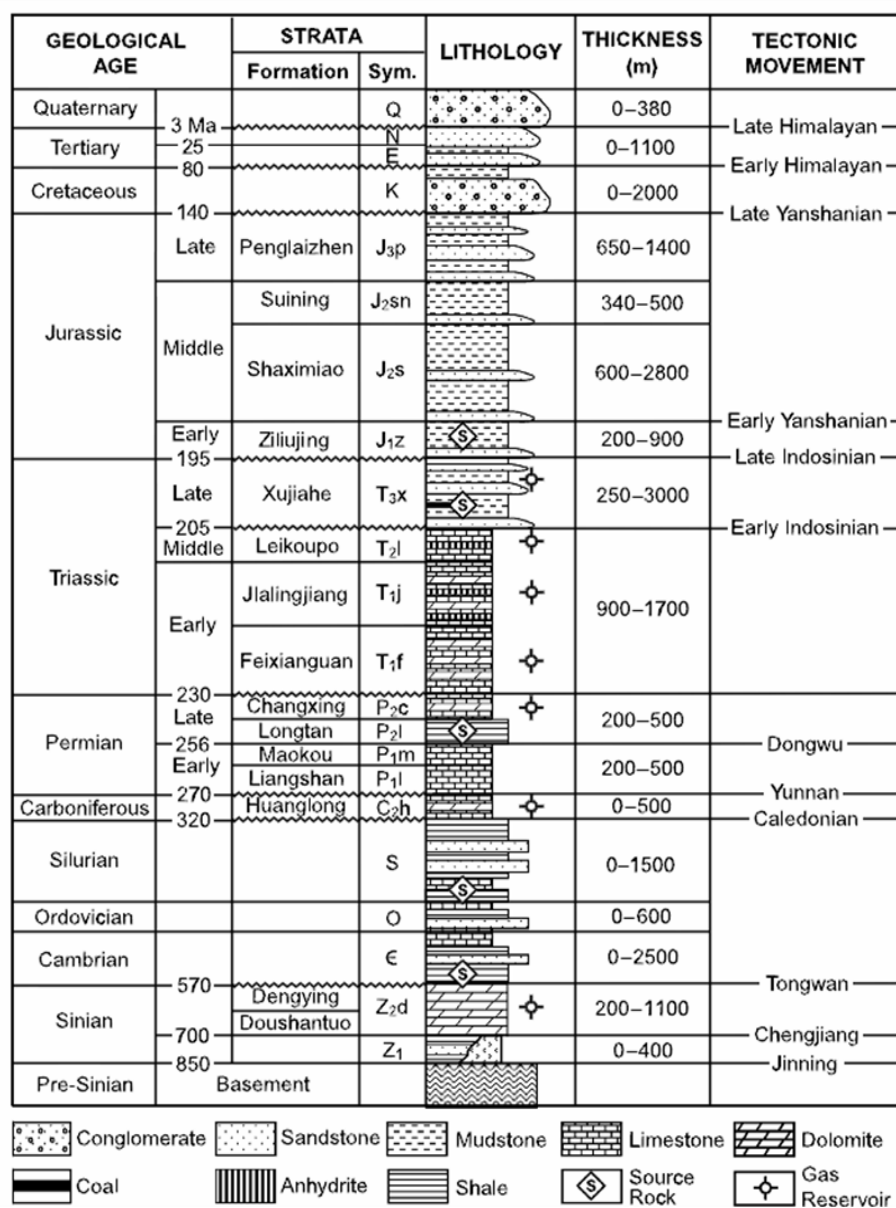 GEOLOGICAL AGE STRATA LITHOLOGY THICKNESS (m) TECTONIC MOVEMENT
Formation Sym.
Quaternary Q 0–380
3 Ma Late Himalayan
Tertiary N 0–1100
25
E
80 Early Himalayan
Cretaceous K 0–2000
140 Late Yanshanian
Jurassic Late Penglaizhen J₃p 650–1400
Middle Suining J₂sn 340–500
Shaximiao J₂s 600–2800
Early Yanshanian
Early Ziliujing J₁z S 200–900
195 Late Indosinian
Triassic Late Xujiahe T₃x S 250–3000
205 Early Indosinian
Middle Leikoupo T₂l 900–1700
Early Jlalingjiang T₁j
Feixianguan T₁f
230
Permian Late Changxing P₂c 200–500
Longtan P₂l S
256 Dongwu
Early Maokou P₁m 200–500
Liangshan P₁l
270 Yunnan
Carboniferous Huanglong C₂h 0–500
320 Caledonian
Silurian S S 0–1500
Ordovician O 0–600
Cambrian Є S 0–2500
570 Tongwan
Sinian Dengying Z₂d 200–1100
Doushantuo
700 Chengjiang
Z₁ 0–400
850 Jinning
Pre-Sinian Basement
Conglomerate Sandstone Mudstone Limestone Dolomite
Coal Anhydrite Shale S Source Rock Gas Reservoir